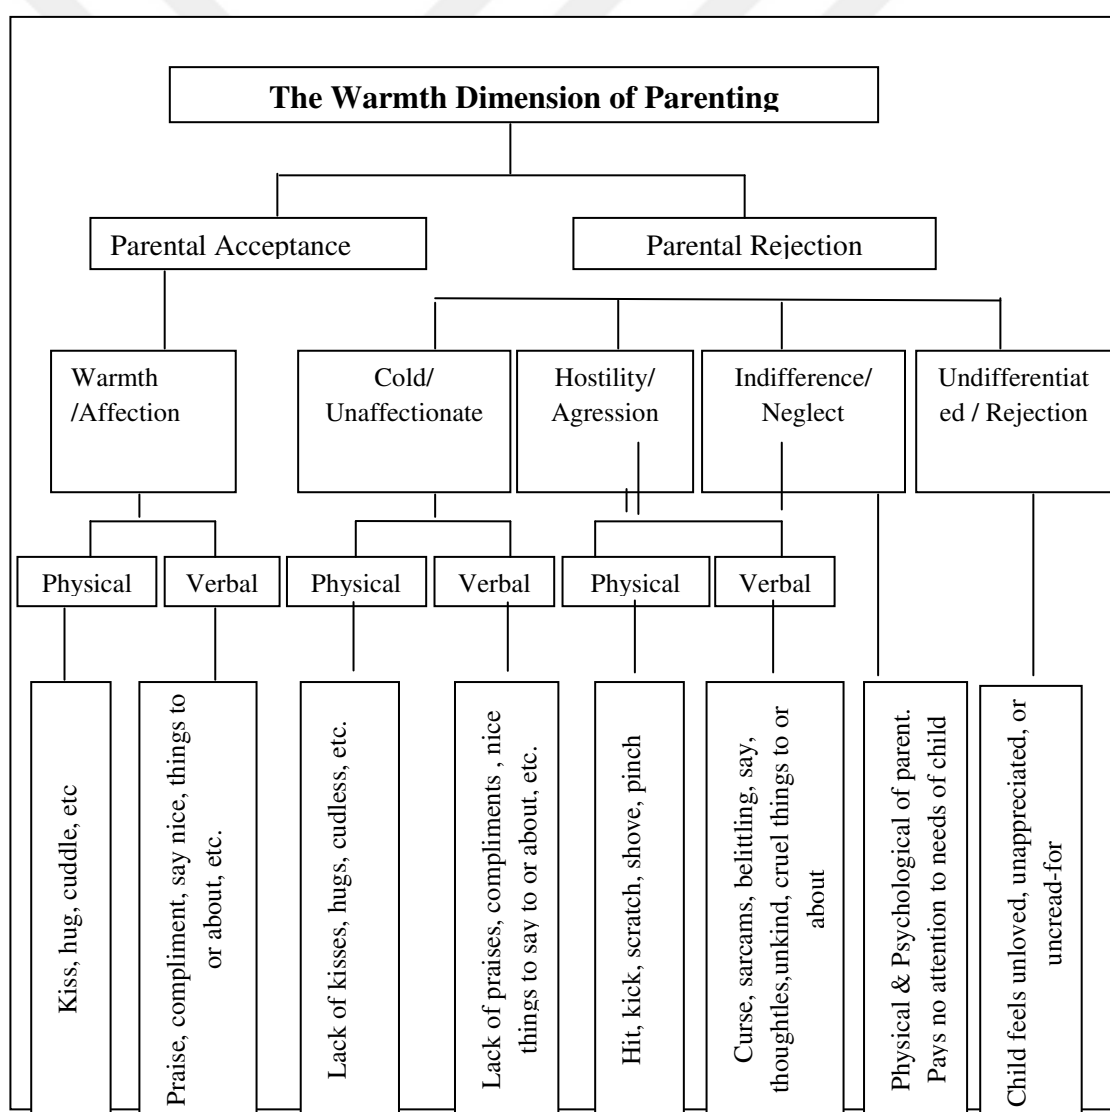 The Warmth Dimension of Parenting
Parental Acceptance
Parental Rejection
Warmth
/Affection
Cold/
Unaffectionate
Hostility/
Agression
Indifference/
Neglect
Undifferentiat
ed / Rejection
Physical
Verbal
Physical
Verbal
Physical
Verbal
Kiss, hug, cuddle, etc
Praise, compliment, say nice, things to
or about, etc.
Lack of kisses, hugs, cudless, etc.
Lack of praises, compliments , nice
things to say to or about, etc.
Hit, kick, scratch, shove, pinch
Curse, sarcams, belittling, say,
thoughtles,unkind, cruel things to or
about
Physical & Psychological of parent.
Pays no attention to needs of child
Child feels unloved, unappreciated, or
uncread-for